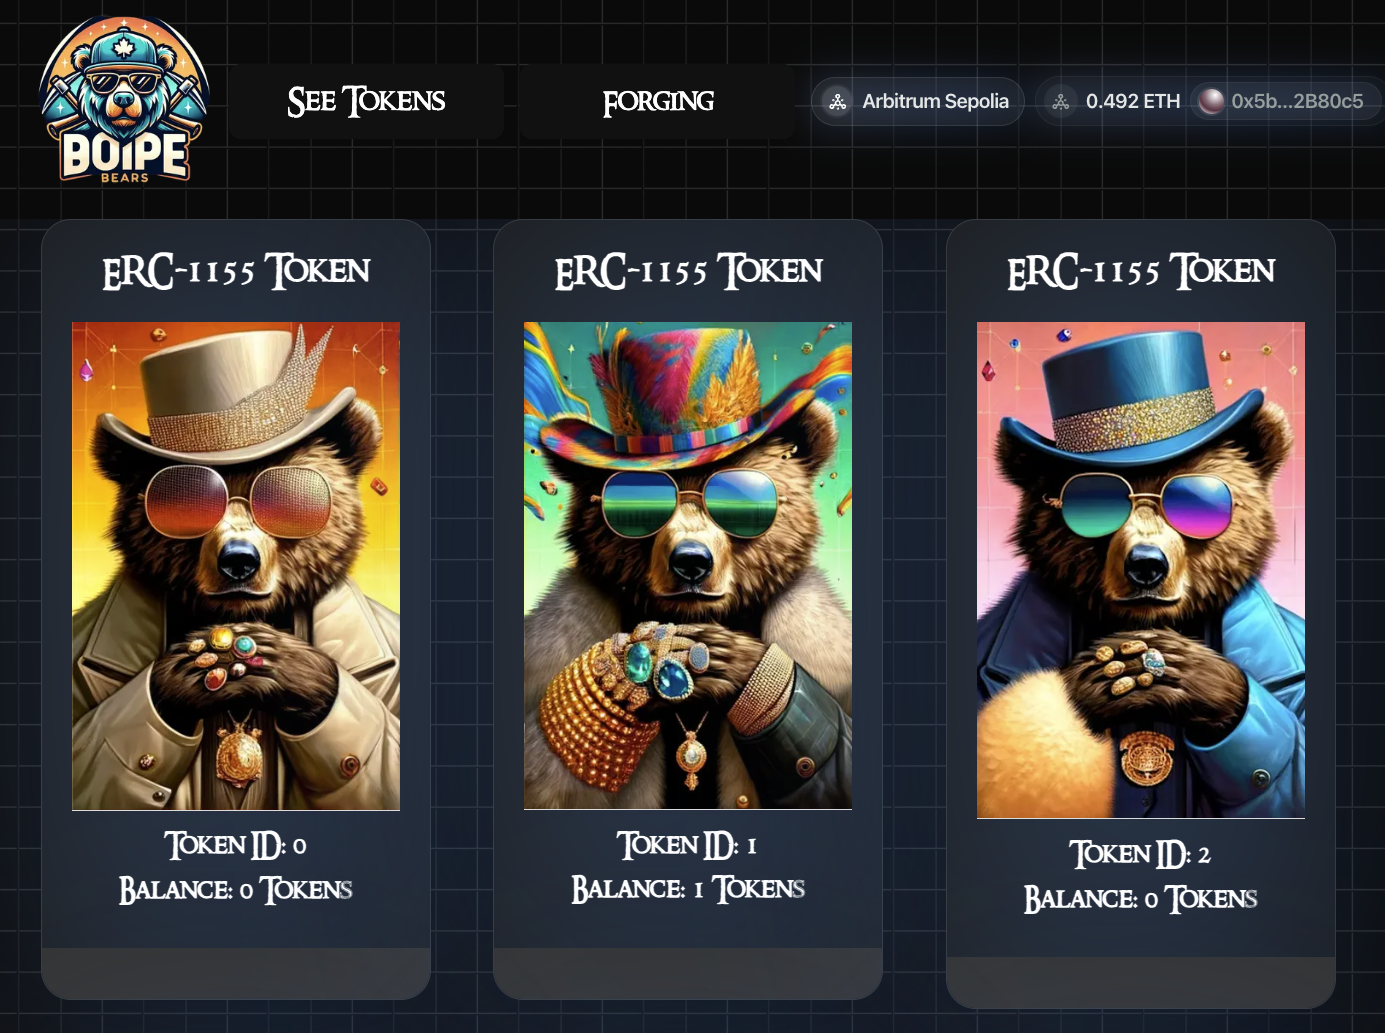 BOIPE
BEARS
See Tokens
Forging
Arbitrum Sepolia
0.492 ETH
0x5b...2B80c5
ERC-1155 Token
Token ID: 0
Balance: 0 Tokens
ERC-1155 Token
Token ID: 1
Balance: 1 Tokens
ERC-1155 Token
Token ID: 2
Balance: 0 Tokens